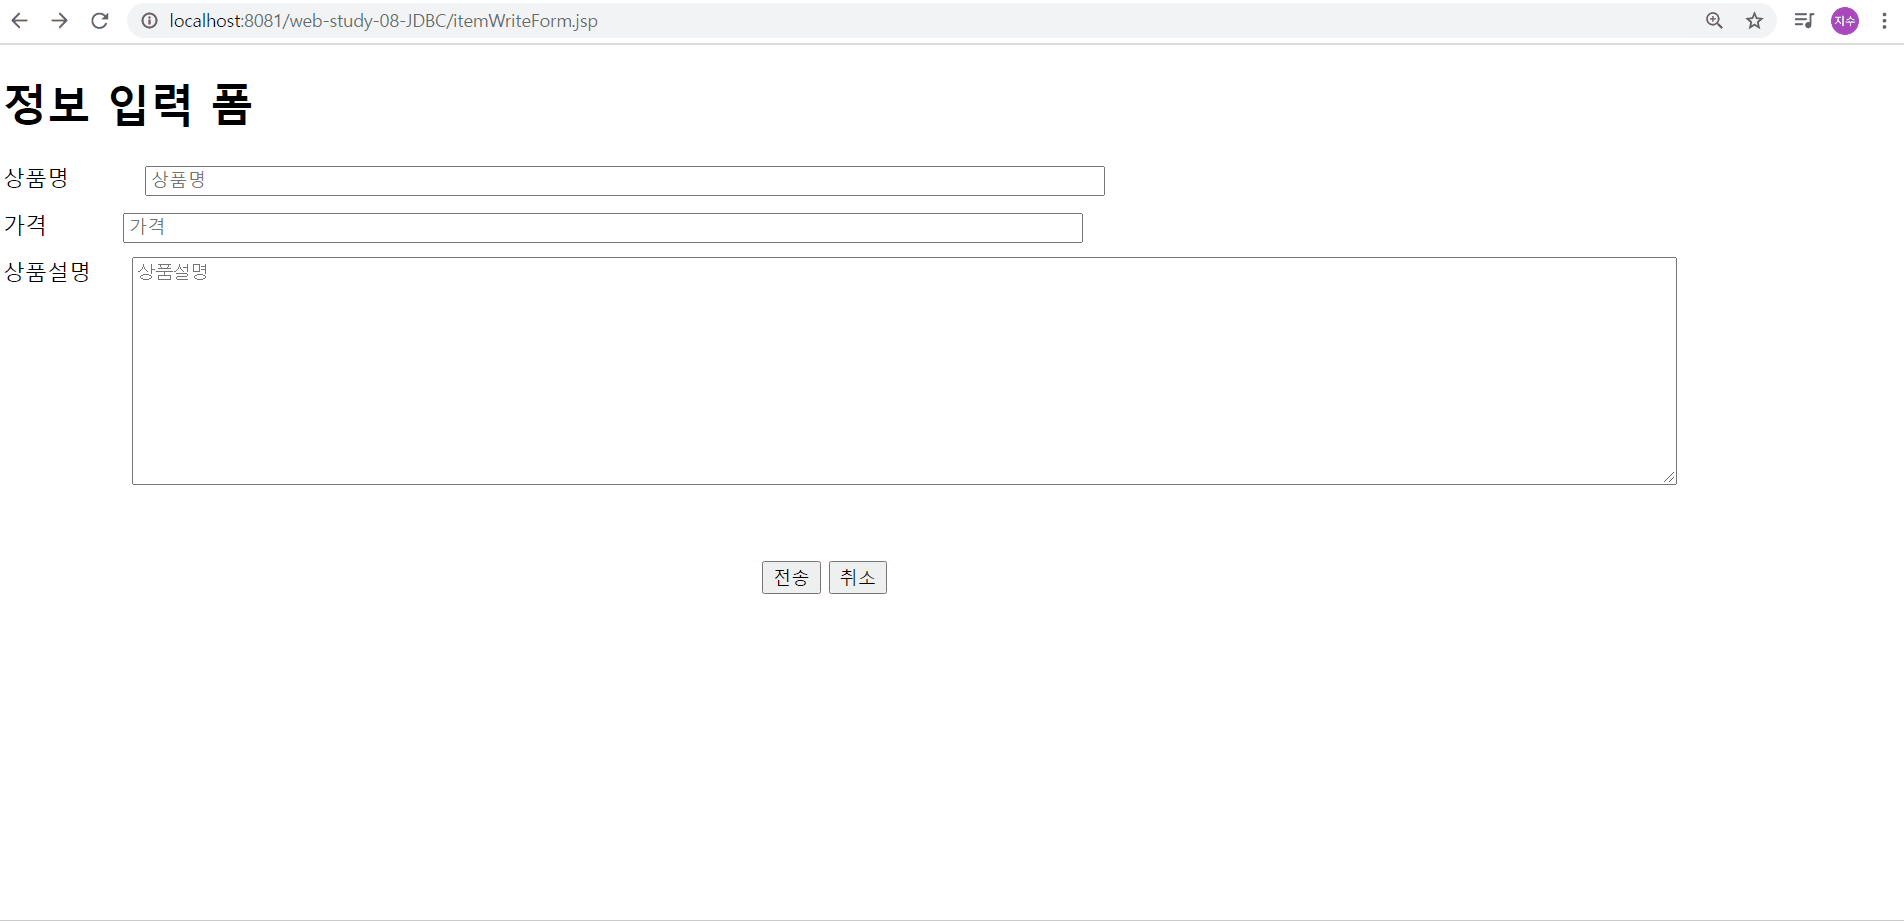 localhost:8081/web-study-08-JDBC/itemWriteForm.jsp
지수
정보 입력 폼
상품명 상품명
가격 가격
상품설명 상품설명
전송 취소